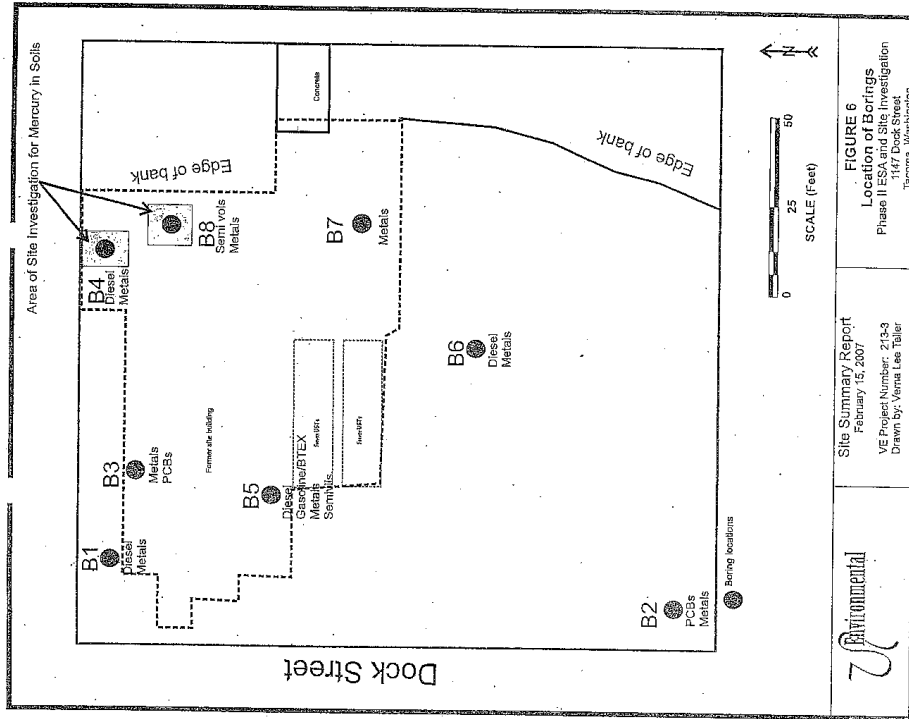 Area of Site Investigation for Mercury in Soils
B1
Diesel
Metals
B3
Metals
PCBs
B4
Diesel
Metals
B8
Semi vols
Metals
Edge of bank
Concrete
Former site building
B5
Diesel
Gasoline/BTEX
Metals
B7
Metals
B6
Diesel
Metals
Edge of bank
Dock Street
B2
PCBs
Metals
Boring locations
N
0 25 50
SCALE (Feet)
Environmental
Site Summary Report
February 15, 2007
VE Project Number: 213-3
Drawn by: Verna Lee Taller
FIGURE 6
Location of Borings
Phase II ESA and Site Investigation
1147 Dock Street
Tacoma, Washington